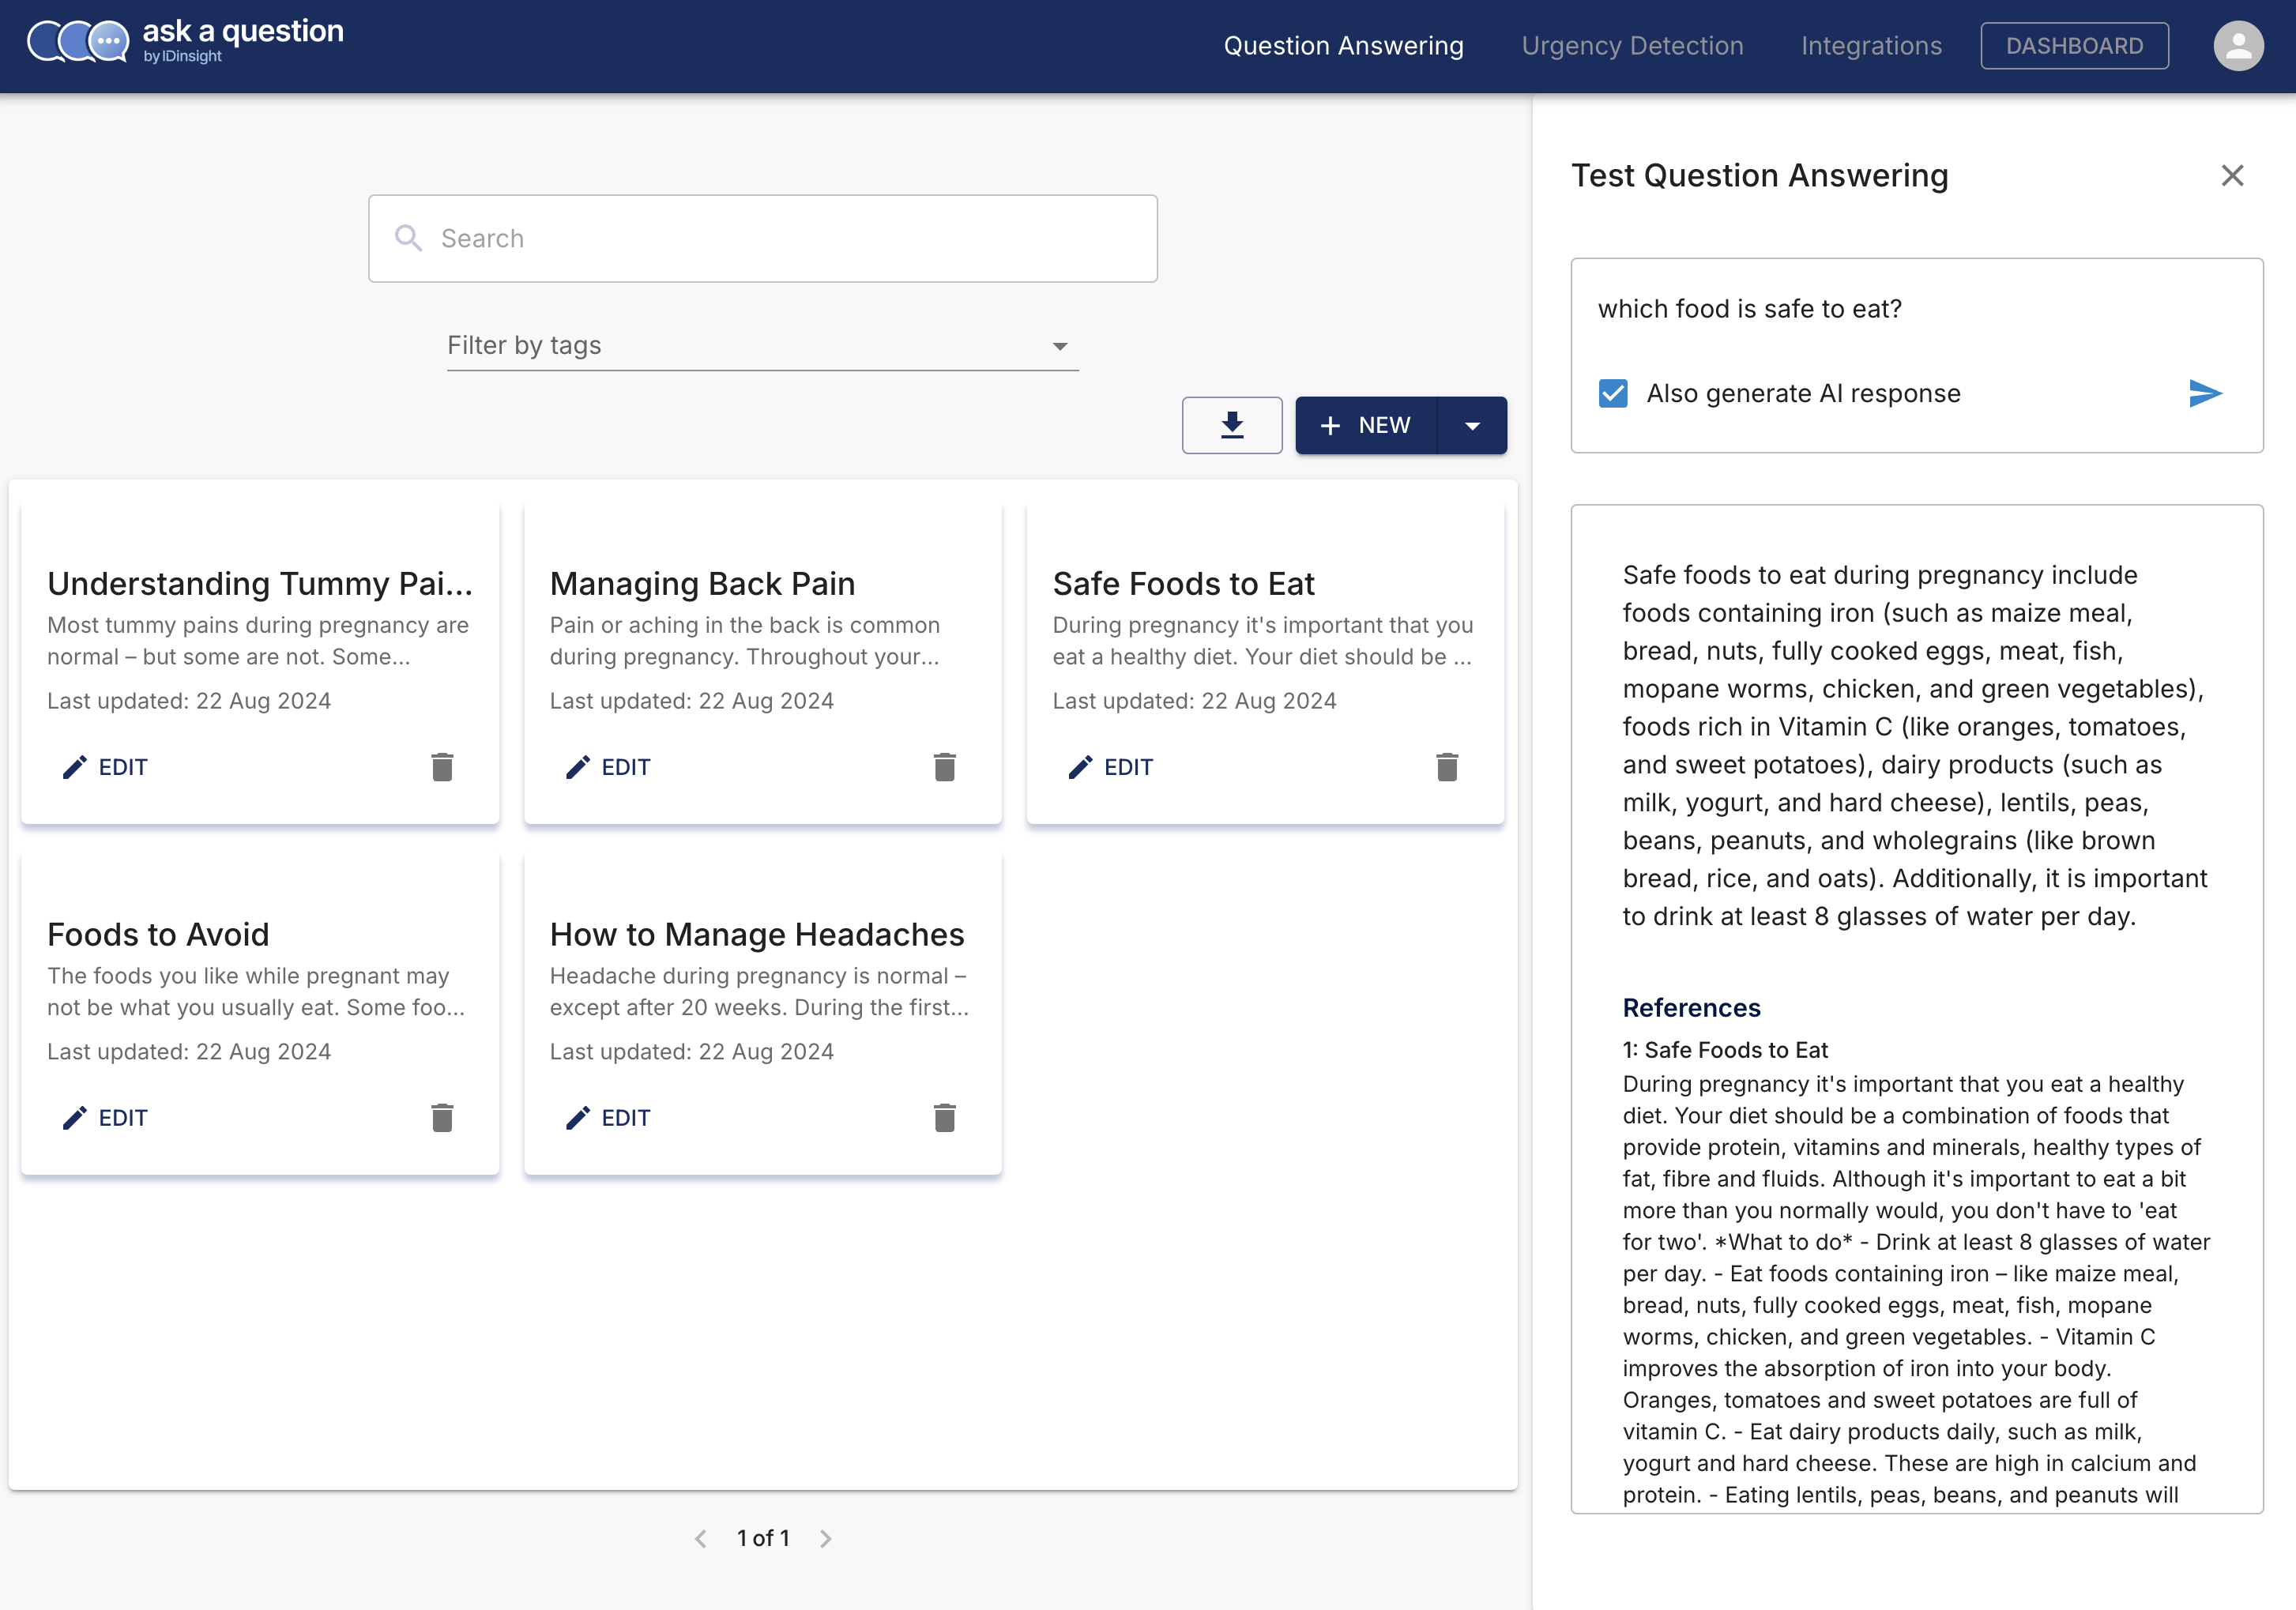 ask a question
by IDinsight
Question Answering
Urgency Detection
Integrations
DASHBOARD
Search
Filter by tags
+ NEW
Understanding Tummy Pai...
Most tummy pains during pregnancy are
normal – but some are not. Some...
Last updated: 22 Aug 2024
EDIT
Managing Back Pain
Pain or aching in the back is common
during pregnancy. Throughout your...
Last updated: 22 Aug 2024
EDIT
Safe Foods to Eat
During pregnancy it's important that you
eat a healthy diet. Your diet should be ...
Last updated: 22 Aug 2024
EDIT
Foods to Avoid
The foods you like while pregnant may
not be what you usually eat. Some foo...
Last updated: 22 Aug 2024
EDIT
How to Manage Headaches
Headache during pregnancy is normal –
except after 20 weeks. During the first...
Last updated: 22 Aug 2024
EDIT
1 of 1
Test Question Answering
which food is safe to eat?
Also generate AI response
Safe foods to eat during pregnancy include
foods containing iron (such as maize meal,
bread, nuts, fully cooked eggs, meat, fish,
mopane worms, chicken, and green vegetables),
foods rich in Vitamin C (like oranges, tomatoes,
and sweet potatoes), dairy products (such as
milk, yogurt, and hard cheese), lentils, peas,
beans, peanuts, and wholegrains (like brown
bread, rice, and oats). Additionally, it is important
to drink at least 8 glasses of water per day.
References
1: Safe Foods to Eat
During pregnancy it's important that you eat a healthy
diet. Your diet should be a combination of foods that
provide protein, vitamins and minerals, healthy types of
fat, fibre and fluids. Although it's important to eat a bit
more than you normally would, you don't have to 'eat
for two'. *What to do* - Drink at least 8 glasses of water
per day. - Eat foods containing iron – like maize meal,
bread, nuts, fully cooked eggs, meat, fish, mopane
worms, chicken, and green vegetables. - Vitamin C
improves the absorption of iron into your body.
Oranges, tomatoes and sweet potatoes are full of
vitamin C. - Eat dairy products daily, such as milk,
yogurt and hard cheese. These are high in calcium and
protein. - Eating lentils, peas, beans, and peanuts will